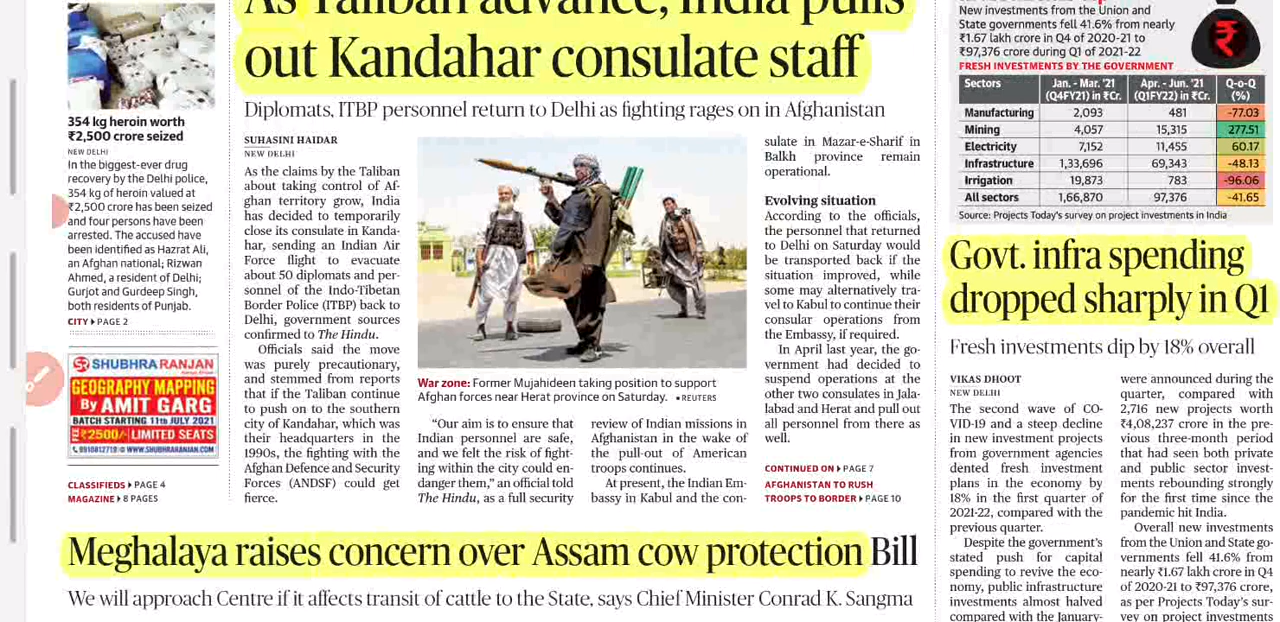 354 kg heroin worth
₹2,500 crore seized
NEW DELHI
In the biggest-ever drug
recovery by the Delhi police,
354 kg of heroin valued at
₹2,500 crore has been seized
and four persons have been
arrested. The accused have
been identified as Hazrat Ali,
an Afghan national; Rizwan
Ahmed, a resident of Delhi;
Gurjot and Gurdeep Singh,
both residents of Punjab.
CITY PAGE 2
SR SHUBHRA RANJAN
GEOGRAPHY MAPPING
By AMIT GARG
BATCH STARTING 11TH JULY 2021
FEE ₹2500/- LIMITED SEATS
WWW.SHUBHRARANJAN.COM
CLASSIFIEDS PAGE 4
MAGAZINE 8 PAGES
As Taliban advance, India pulls
out Kandahar consulate staff
Diplomats, ITBP personnel return to Delhi as fighting rages on in Afghanistan
SUHASINI HAIDAR
NEW DELHI
As the claims by the Taliban
about taking control of Af-
ghan territory grow, India
has decided to temporarily
close its consulate in Kanda-
har, sending an Indian Air
Force flight to evacuate
about 50 diplomats and per-
sonnel of the Indo-Tibetan
Border Police (ITBP) back to
Delhi, government sources
confirmed to The Hindu.
Officials said the move
was purely precautionary,
and stemmed from reports
that if the Taliban continue
to push on to the southern
city of Kandahar, which was
their headquarters in the
1990s, the fighting with the
Afghan Defence and Security
Forces (ANDSF) could get
fierce.
War zone: Former Mujahideen taking position to support
Afghan forces near Herat province on Saturday. ▪REUTERS
“Our aim is to ensure that
Indian personnel are safe,
and we felt the risk of fight-
ing within the city could en-
danger them,” an official told
The Hindu, as a full security
review of Indian missions in
Afghanistan in the wake of
the pull-out of American
troops continues.
At present, the Indian Em-
bassy in Kabul and the con-
sulate in Mazar-e-Sharif in
Balkh province remain
operational.
Evolving situation
According to the officials,
the personnel that returned
to Delhi on Saturday would
be transported back if the
situation improved, while
some may alternatively tra-
vel to Kabul to continue their
consular operations from
the Embassy, if required.
In April last year, the go-
vernment had decided to
suspend operations at the
other two consulates in Jala-
labad and Herat and pull out
all personnel from there as
well.
CONTINUED ON PAGE 7
AFGHANISTAN TO RUSH
TROOPS TO BORDER PAGE 10
Meghalaya raises concern over Assam cow protection Bill
We will approach Centre if it affects transit of cattle to the State, says Chief Minister Conrad K. Sangma
New investments from the Union and
State governments fell 41.6% from nearly
₹1.67 lakh crore in Q4 of 2020-21 to
₹97,376 crore during Q1 of 2021-22
₹
FRESH INVESTMENTS BY THE GOVERNMENT
Sectors Jan. - Mar. '21 (Q4FY21) in ₹Cr. Apr. - Jun. '21 (Q1FY22) in ₹Cr. Q-o-Q (%)
Manufacturing 2,093 481 -77.03
Mining 4,057 15,315 277.51
Electricity 7,152 11,455 60.17
Infrastructure 1,33,696 69,343 -48.13
Irrigation 19,873 783 -96.06
All sectors 1,66,870 97,376 -41.65
Source: Projects Today's survey on project investments in India
Govt. infra spending
dropped sharply in Q1
Fresh investments dip by 18% overall
VIKAS DHOOT
NEW DELHI
The second wave of CO-
VID-19 and a steep decline
in new investment projects
from government agencies
dented fresh investment
plans in the economy by
18% in the first quarter of
2021-22, compared with the
previous quarter.
Despite the government's
stated push for capital
spending to revive the eco-
nomy, public infrastructure
investments almost halved
compared with the January-
were announced during the
quarter, compared with
2,716 new projects worth
₹4,08,237 crore in the pre-
vious three-month period
that had seen both private
and public sector invest-
ments rebounding strongly
for the first time since the
pandemic hit India.
Overall new investments
from the Union and State go-
vernments fell 41.6% from
nearly ₹1.67 lakh crore in Q4
of 2020-21 to ₹97,376 crore,
as per Projects Today's sur-
vey on project investments